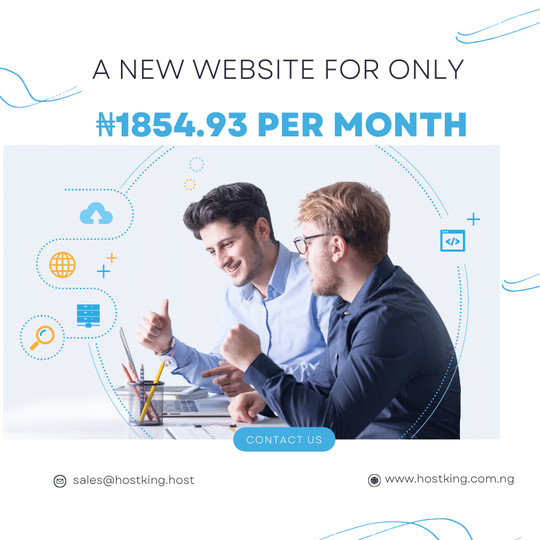 A NEW WEBSITE FOR ONLY
₦1854.93 PER MONTH
</>
CONTACT US
sales@hostking.host
www.hostking.com.ng